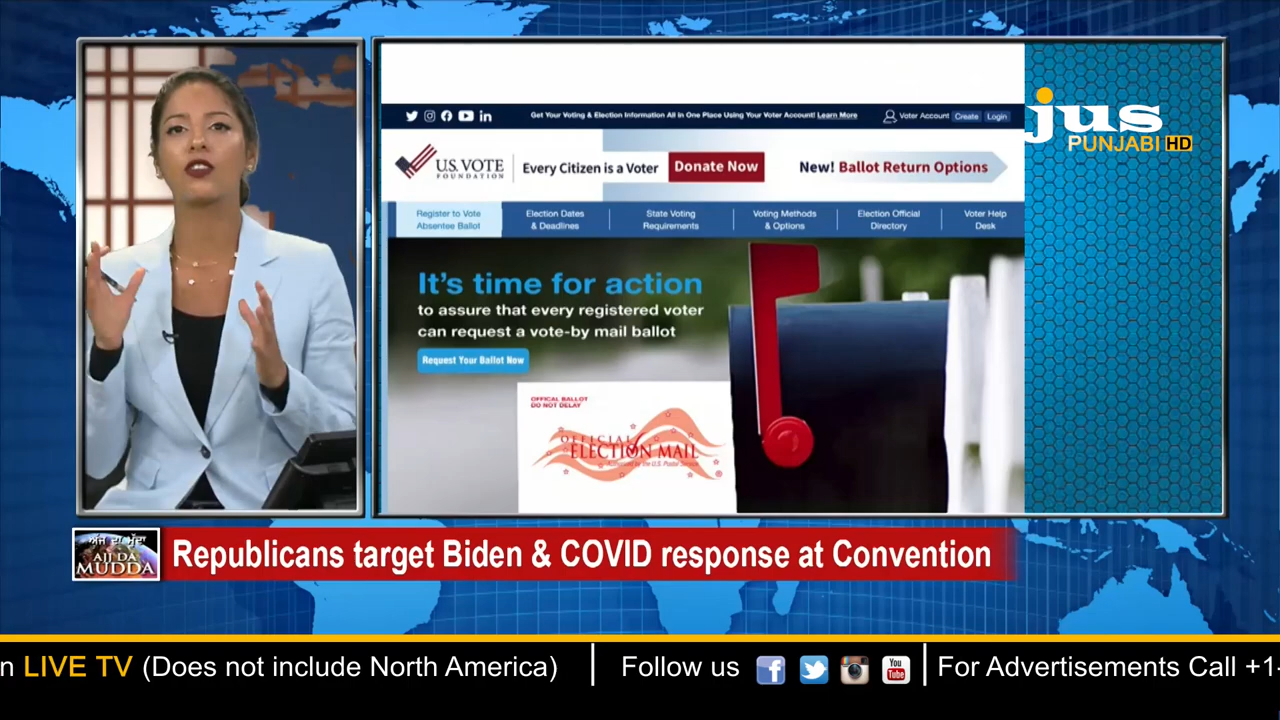 Get Your Voting & Election Information All In One Place Using Your Voter Account! Learn More
Voter Account Create Login
U.S. VOTE
FOUNDATION
Every Citizen is a Voter
Donate Now
New! Ballot Return Options
Register to Vote
Absentee Ballot
Election Dates
& Deadlines
State Voting
Requirements
Voting Methods
& Options
Election Official
Directory
Voter Help
Desk
jus
PUNJABI HD
It's time for action
to assure that every registered voter
can request a vote-by mail ballot
Request Your Ballot Now
OFFICAL BALLOT
DO NOT DELAY
OFFICIAL
ELECTION MAIL
Authorized by the U.S. Postal Service
ਅੱਜ ਦਾ ਮੁੱਦਾ
AJJ DA
MUDDA
Republicans target Biden & COVID response at Convention
n LIVE TV (Does not include North America)
Follow us
You
Tube
For Advertisements Call +1